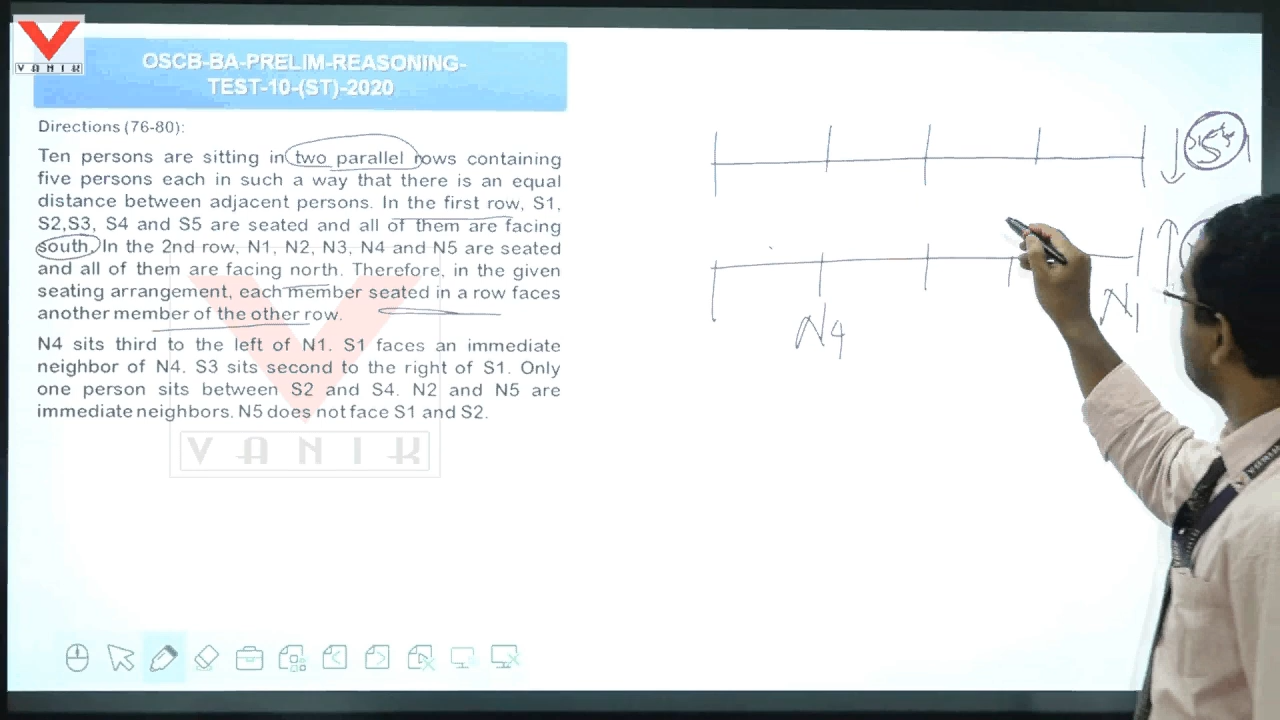 VANIK
OSCB-BA-PRELIM-REASONING-
TEST-10-(ST)-2020
Directions (76-80):
Ten persons are sitting in two parallel rows containing
five persons each in such a way that there is an equal
distance between adjacent persons. In the first row, S1,
S2,S3, S4 and S5 are seated and all of them are facing
south. In the 2nd row, N1, N2, N3, N4 and N5 are seated
and all of them are facing north. Therefore, in the given
seating arrangement, each member seated in a row faces
another member of the other row.
N4 sits third to the left of N1. S1 faces an immediate
neighbor of N4. S3 sits second to the right of S1. Only
one person sits between S2 and S4. N2 and N5 are
immediate neighbors. N5 does not face S1 and S2.
VANIK
N4
N1